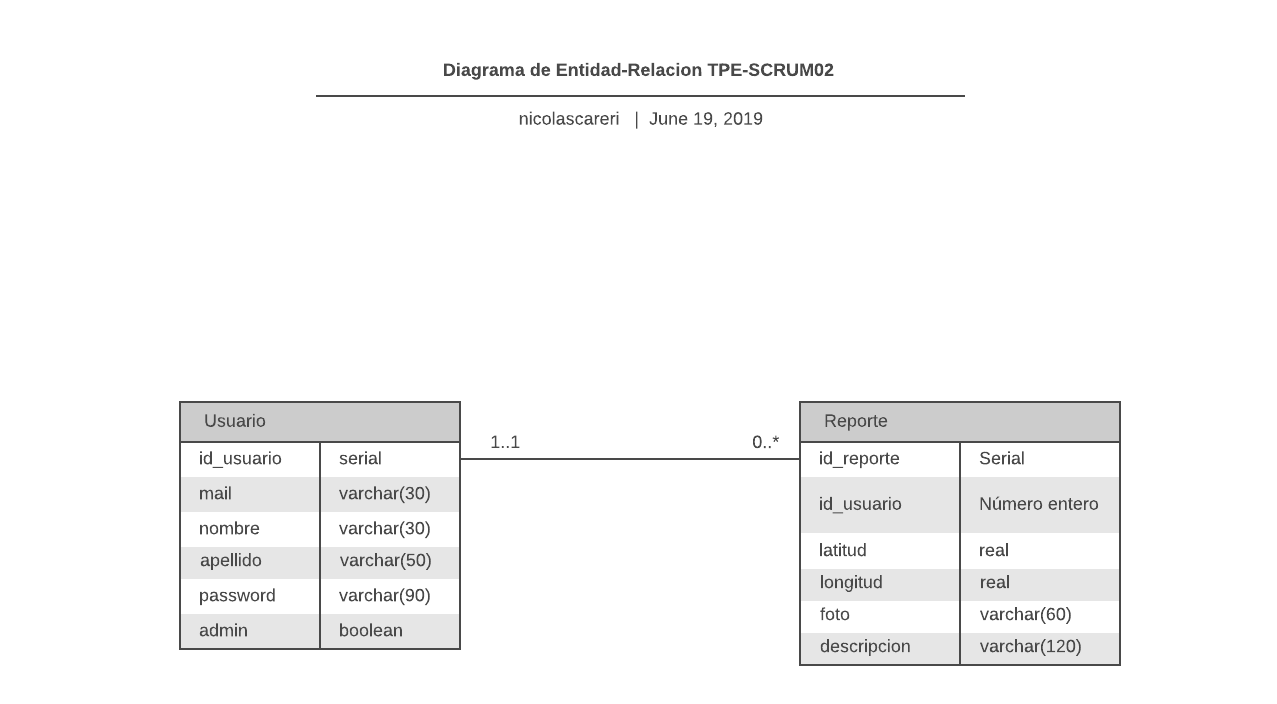 Diagrama de Entidad-Relacion TPE-SCRUM02
nicolascareri | June 19, 2019
Usuario
id_usuario serial
mail varchar(30)
nombre varchar(30)
apellido varchar(50)
password varchar(90)
admin boolean
1..1 0..*
Reporte
id_reporte Serial
id_usuario Número entero
latitud real
longitud real
foto varchar(60)
descripcion varchar(120)